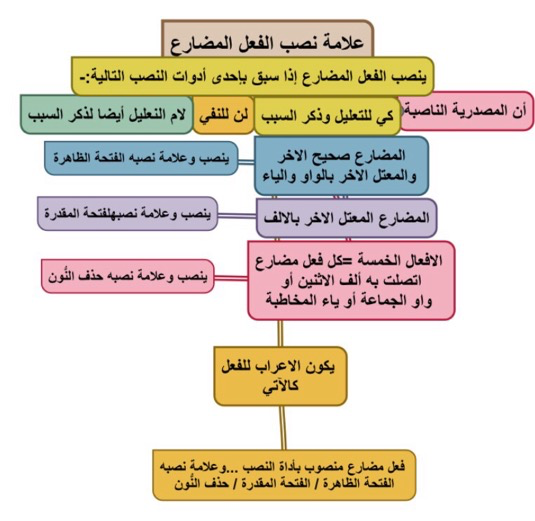 علامة نصب الفعل المضارع
ينصب الفعل المضارع إذا سبق بإحدى أدوات النصب التالية:-
أن المصدرية الناصبة
كي للتعليل وذكر السبب
لن للنفي
لام التعليل أيضا لذكر السبب
المضارع صحيح الاخر
والمعتل الاخر بالواو والياء
ينصب وعلامة نصبه الفتحة الظاهرة
المضارع المعتل الاخر بالالف
ينصب وعلامة نصبهلفتحة المقدرة
الافعال الخمسة =كل فعل مضارع
اتصلت به ألف الاثنين أو
واو الجماعة أو ياء المخاطبة
ينصب وعلامة نصبه حذف النُّون
يكون الاعراب للفعل
كالآتي
فعل مضارع منصوب بأداة النصب ...وعلامة نصبه
الفتحة الظاهرة / الفتحة المقدرة / حذف النُّون